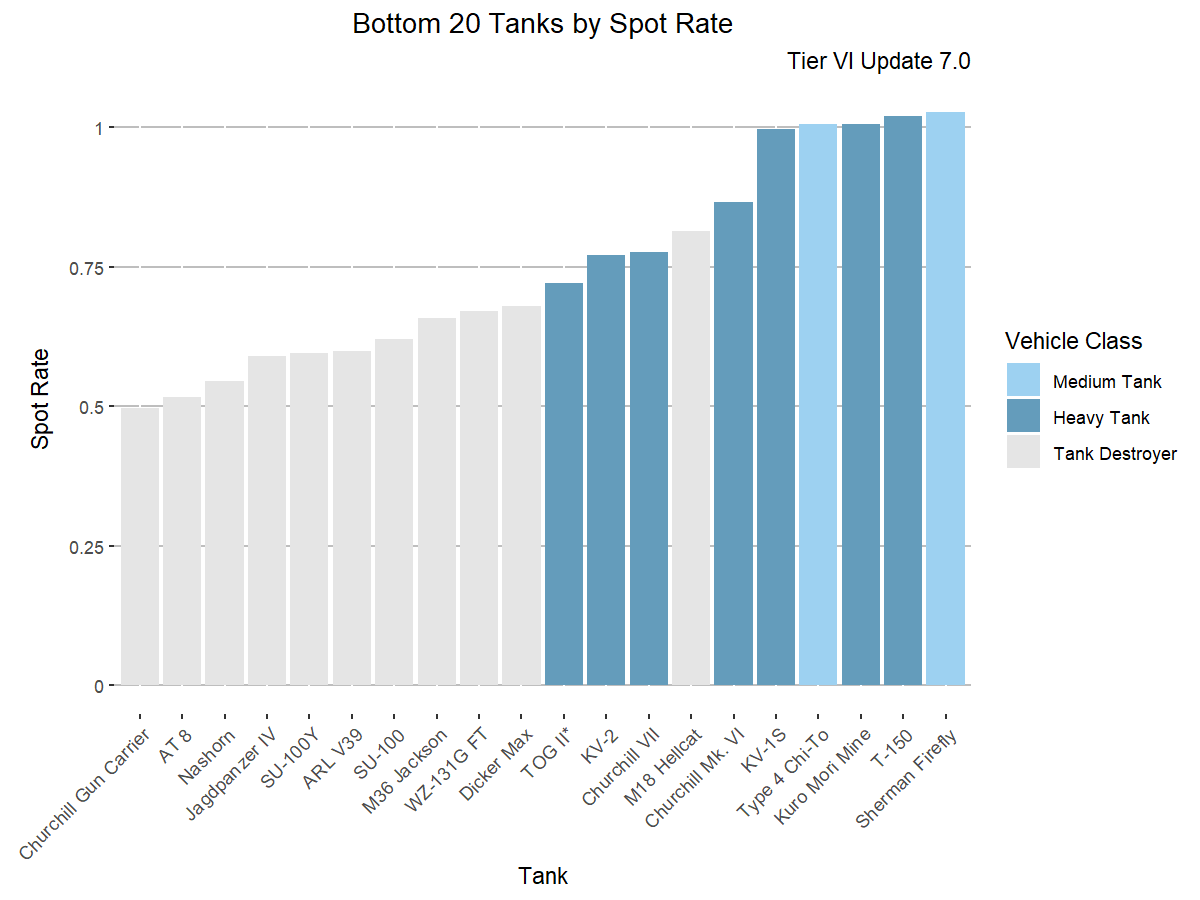 Bottom 20 Tanks by Spot Rate
Tier VI Update 7.0
Spot Rate
1
0.75
0.5
0.25
0
Churchill Gun Carrier
AT 8
Nashorn
Jagdpanzer IV
SU-100Y
ARL V39
SU-100
M36 Jackson
WZ-131G FT
Dicker Max
TOG II*
KV-2
Churchill VII
M18 Hellcat
Churchill Mk. VI
KV-1S
Type 4 Chi-To
Kuro Mori Mine
T-150
Sherman Firefly
Tank
Vehicle Class
Medium Tank
Heavy Tank
Tank Destroyer